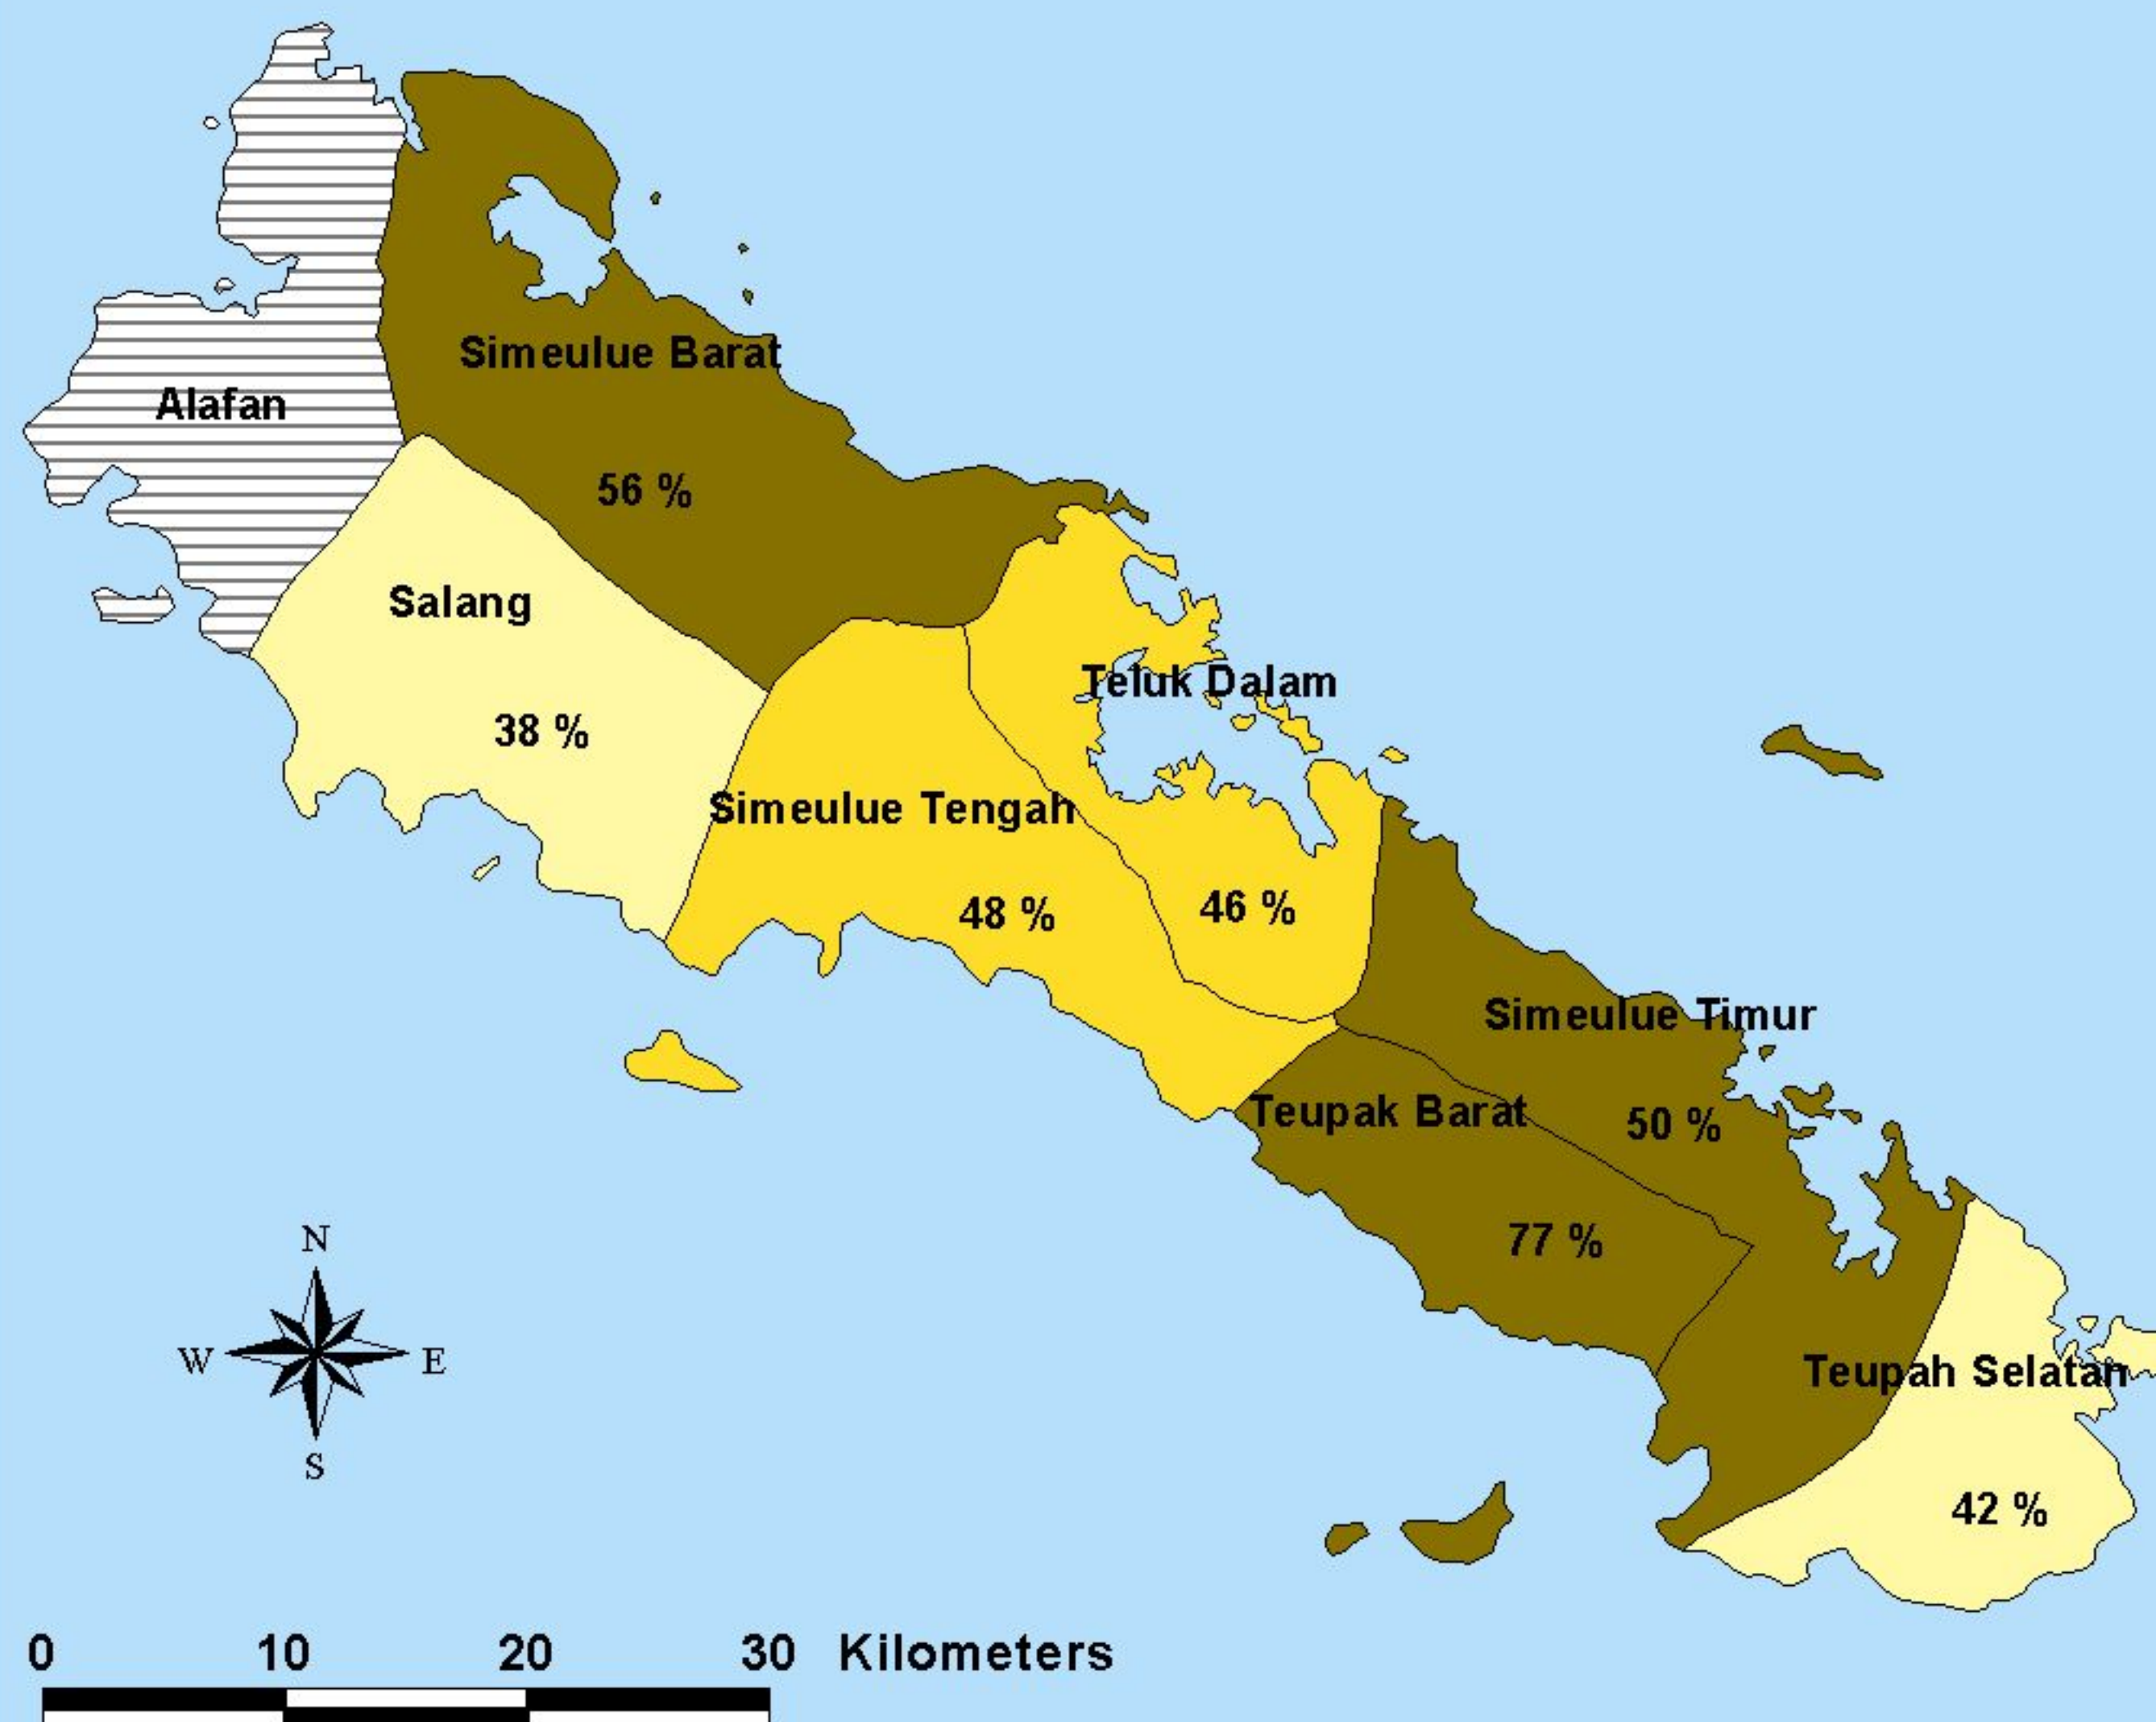 Simeulue Barat
Alafan
56 %
Salang
Teluk Dalam
38 %
Simeulue Tengah
48 %
46 %
Simeulue Timur
Teupak Barat
50 %
77 %
N
W
E
S
Teupah Selatan
42 %
0 10 20 30 Kilometers